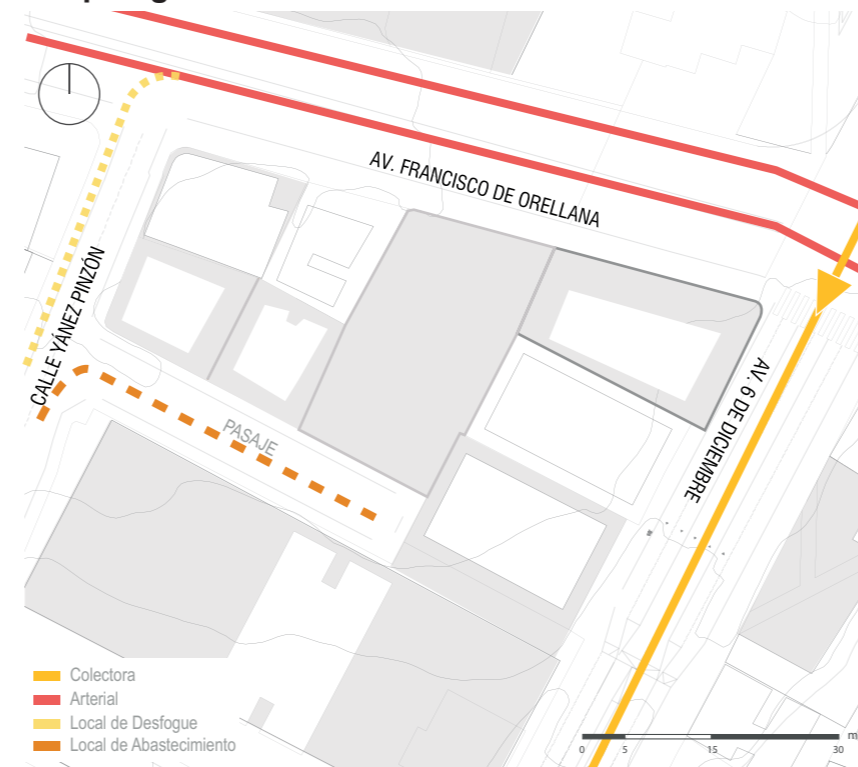 AV. FRANCISCO DE ORELLANA
CALLE YÁNEZ PINZÓN
AV. 6 DE DICIEMBRE
PASAJE
Colectora
Arterial
Local de Desfogue
Local de Abastecimiento
0 5 15 30 m